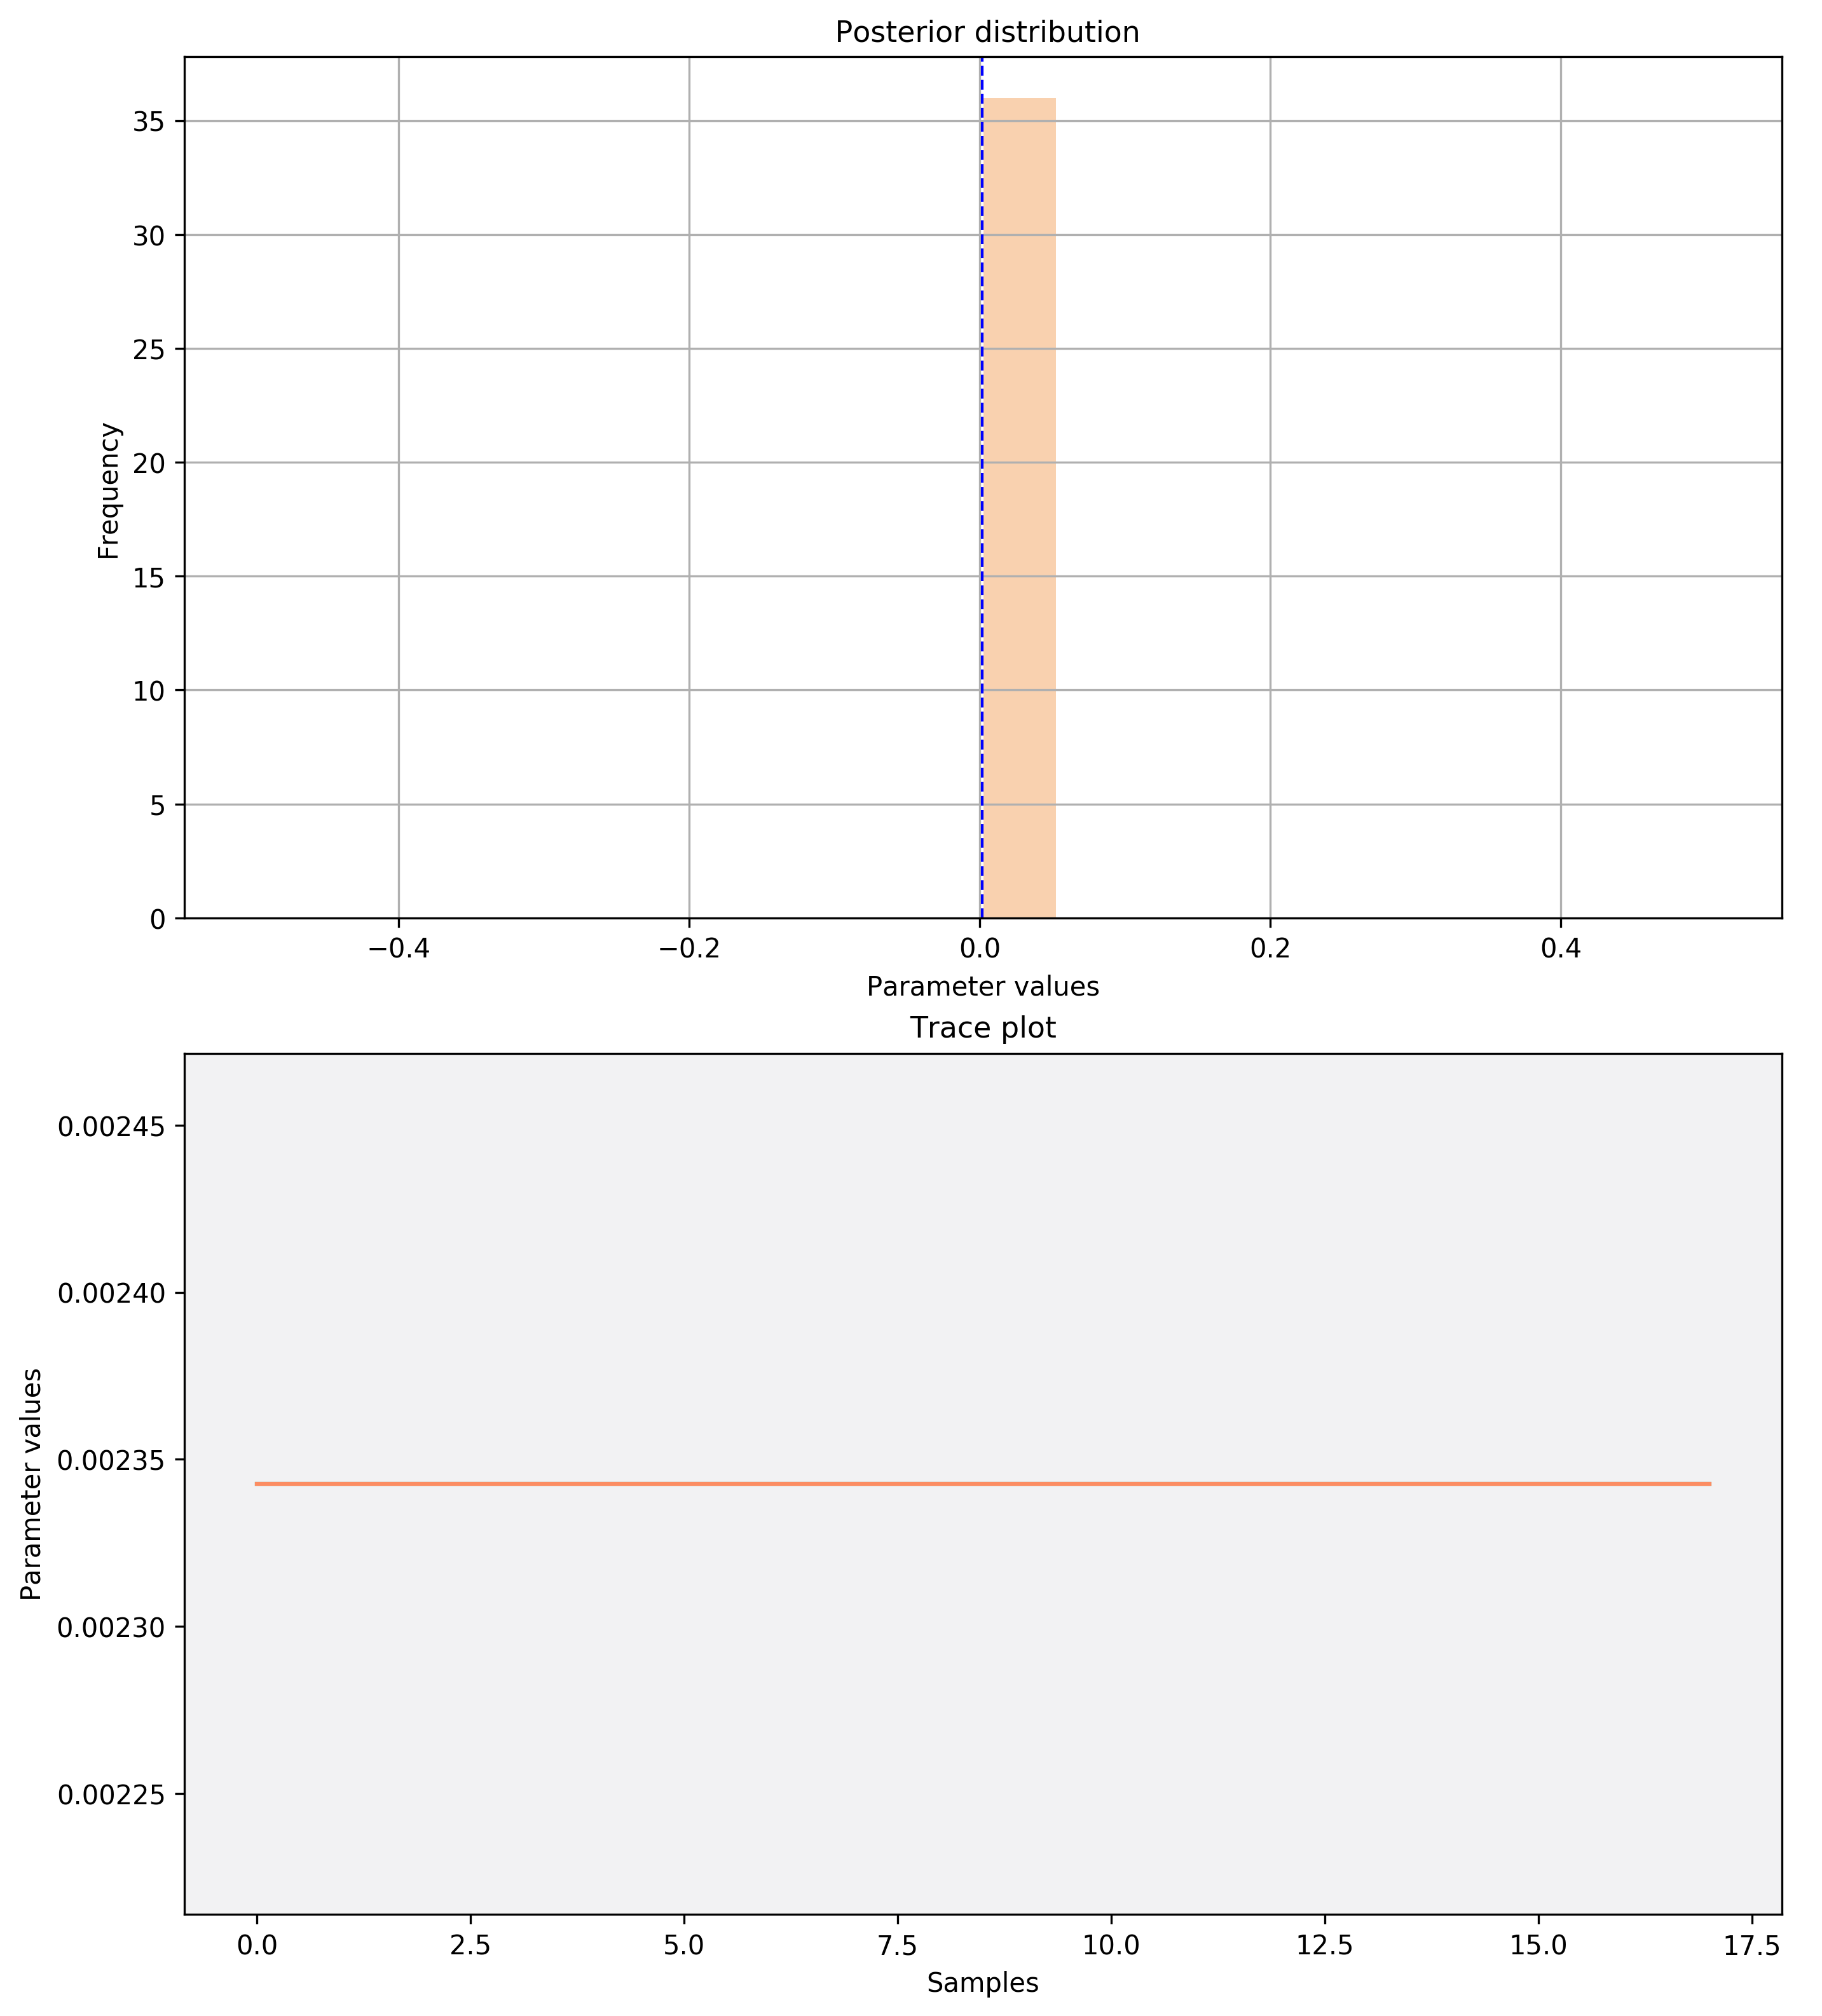 Posterior distribution
35
30
25
20
15
10
5
0
Frequency
−0.4 −0.2 0.0 0.2 0.4
Parameter values
Trace plot
0.00245
0.00240
0.00235
0.00230
0.00225
Parameter values
0.0 2.5 5.0 7.5 10.0 12.5 15.0 17.5
Samples